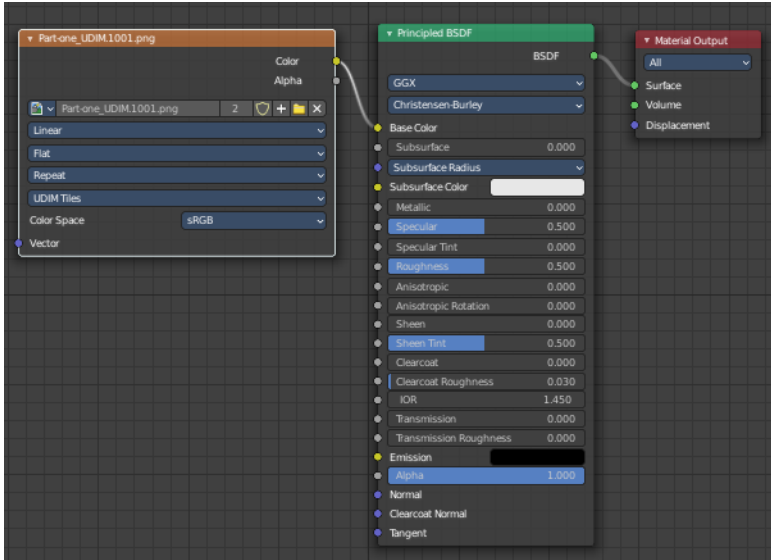 Part-one_UDIM.1001.png
Color
Alpha
Part-one_UDIM.1001.png 2
Linear
Flat
Repeat
UDIM Tiles
Color Space sRGB
Vector
Principled BSDF
BSDF
GGX
Christensen-Burley
Base Color
Subsurface 0.000
Subsurface Radius
Subsurface Color
Metallic 0.000
Specular 0.500
Specular Tint 0.000
Roughness 0.500
Anisotropic 0.000
Anisotropic Rotation 0.000
Sheen 0.000
Sheen Tint 0.500
Clearcoat 0.000
Clearcoat Roughness 0.030
IOR 1.450
Transmission 0.000
Transmission Roughness 0.000
Emission
Alpha 1.000
Normal
Clearcoat Normal
Tangent
Material Output
All
Surface
Volume
Displacement